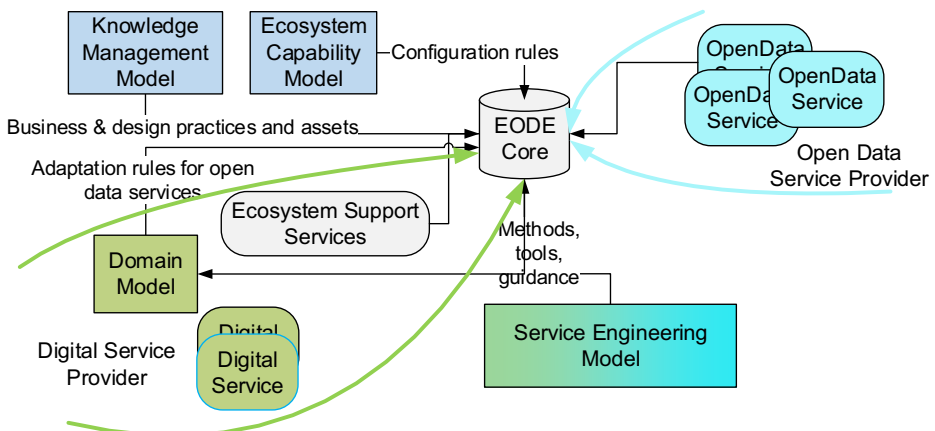 Knowledge
Management
Model
Ecosystem
Capability
Model
Configuration rules
OpenData
OpenData
Service
OpenD
Service
EODE
Core
Business & design practices and assets
Adaptation rules for open
data services
Open Data
Service Provider
Ecosystem Support
Services
Methods,
tools,
guidance
Domain
Model
Service Engineering
Model
Digital Service
Provider
Digital
Digital
Service